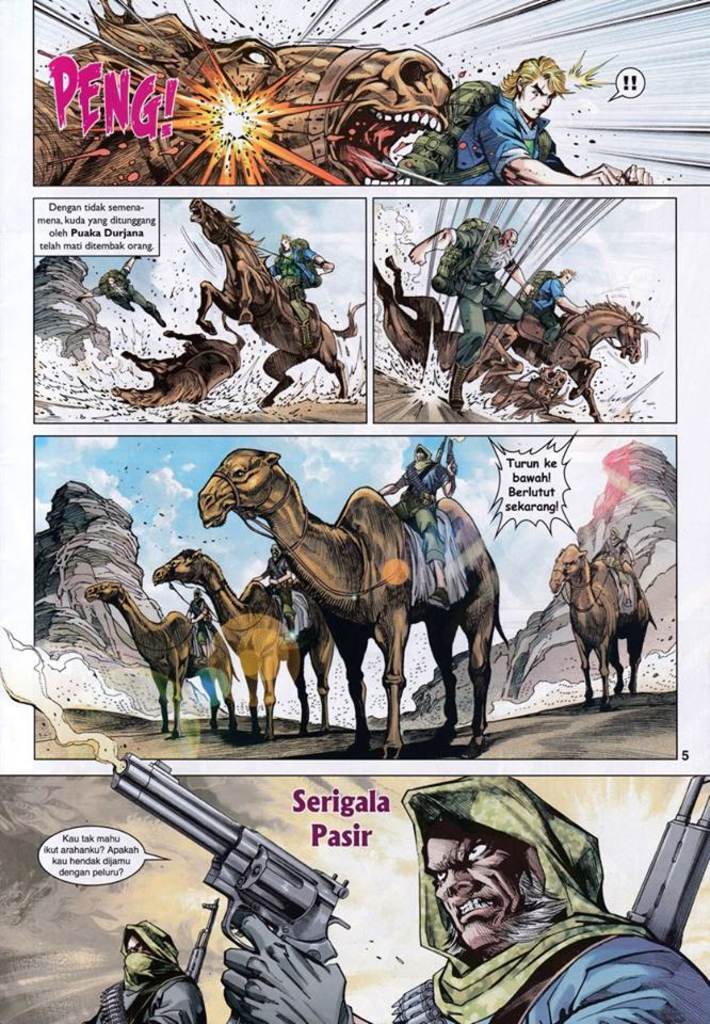 PENG!
!!
Dengan tidak semena-
mena, kuda yang ditunggang
oleh Puaka Durjana
telah mati ditembak orang.
Turun ke
bawah!
Berlutut
sekarang!
5
Serigala
Pasir
Kau tak mahu
ikut arahanku? Apakah
kau hendak dijamu
dengan peluru?